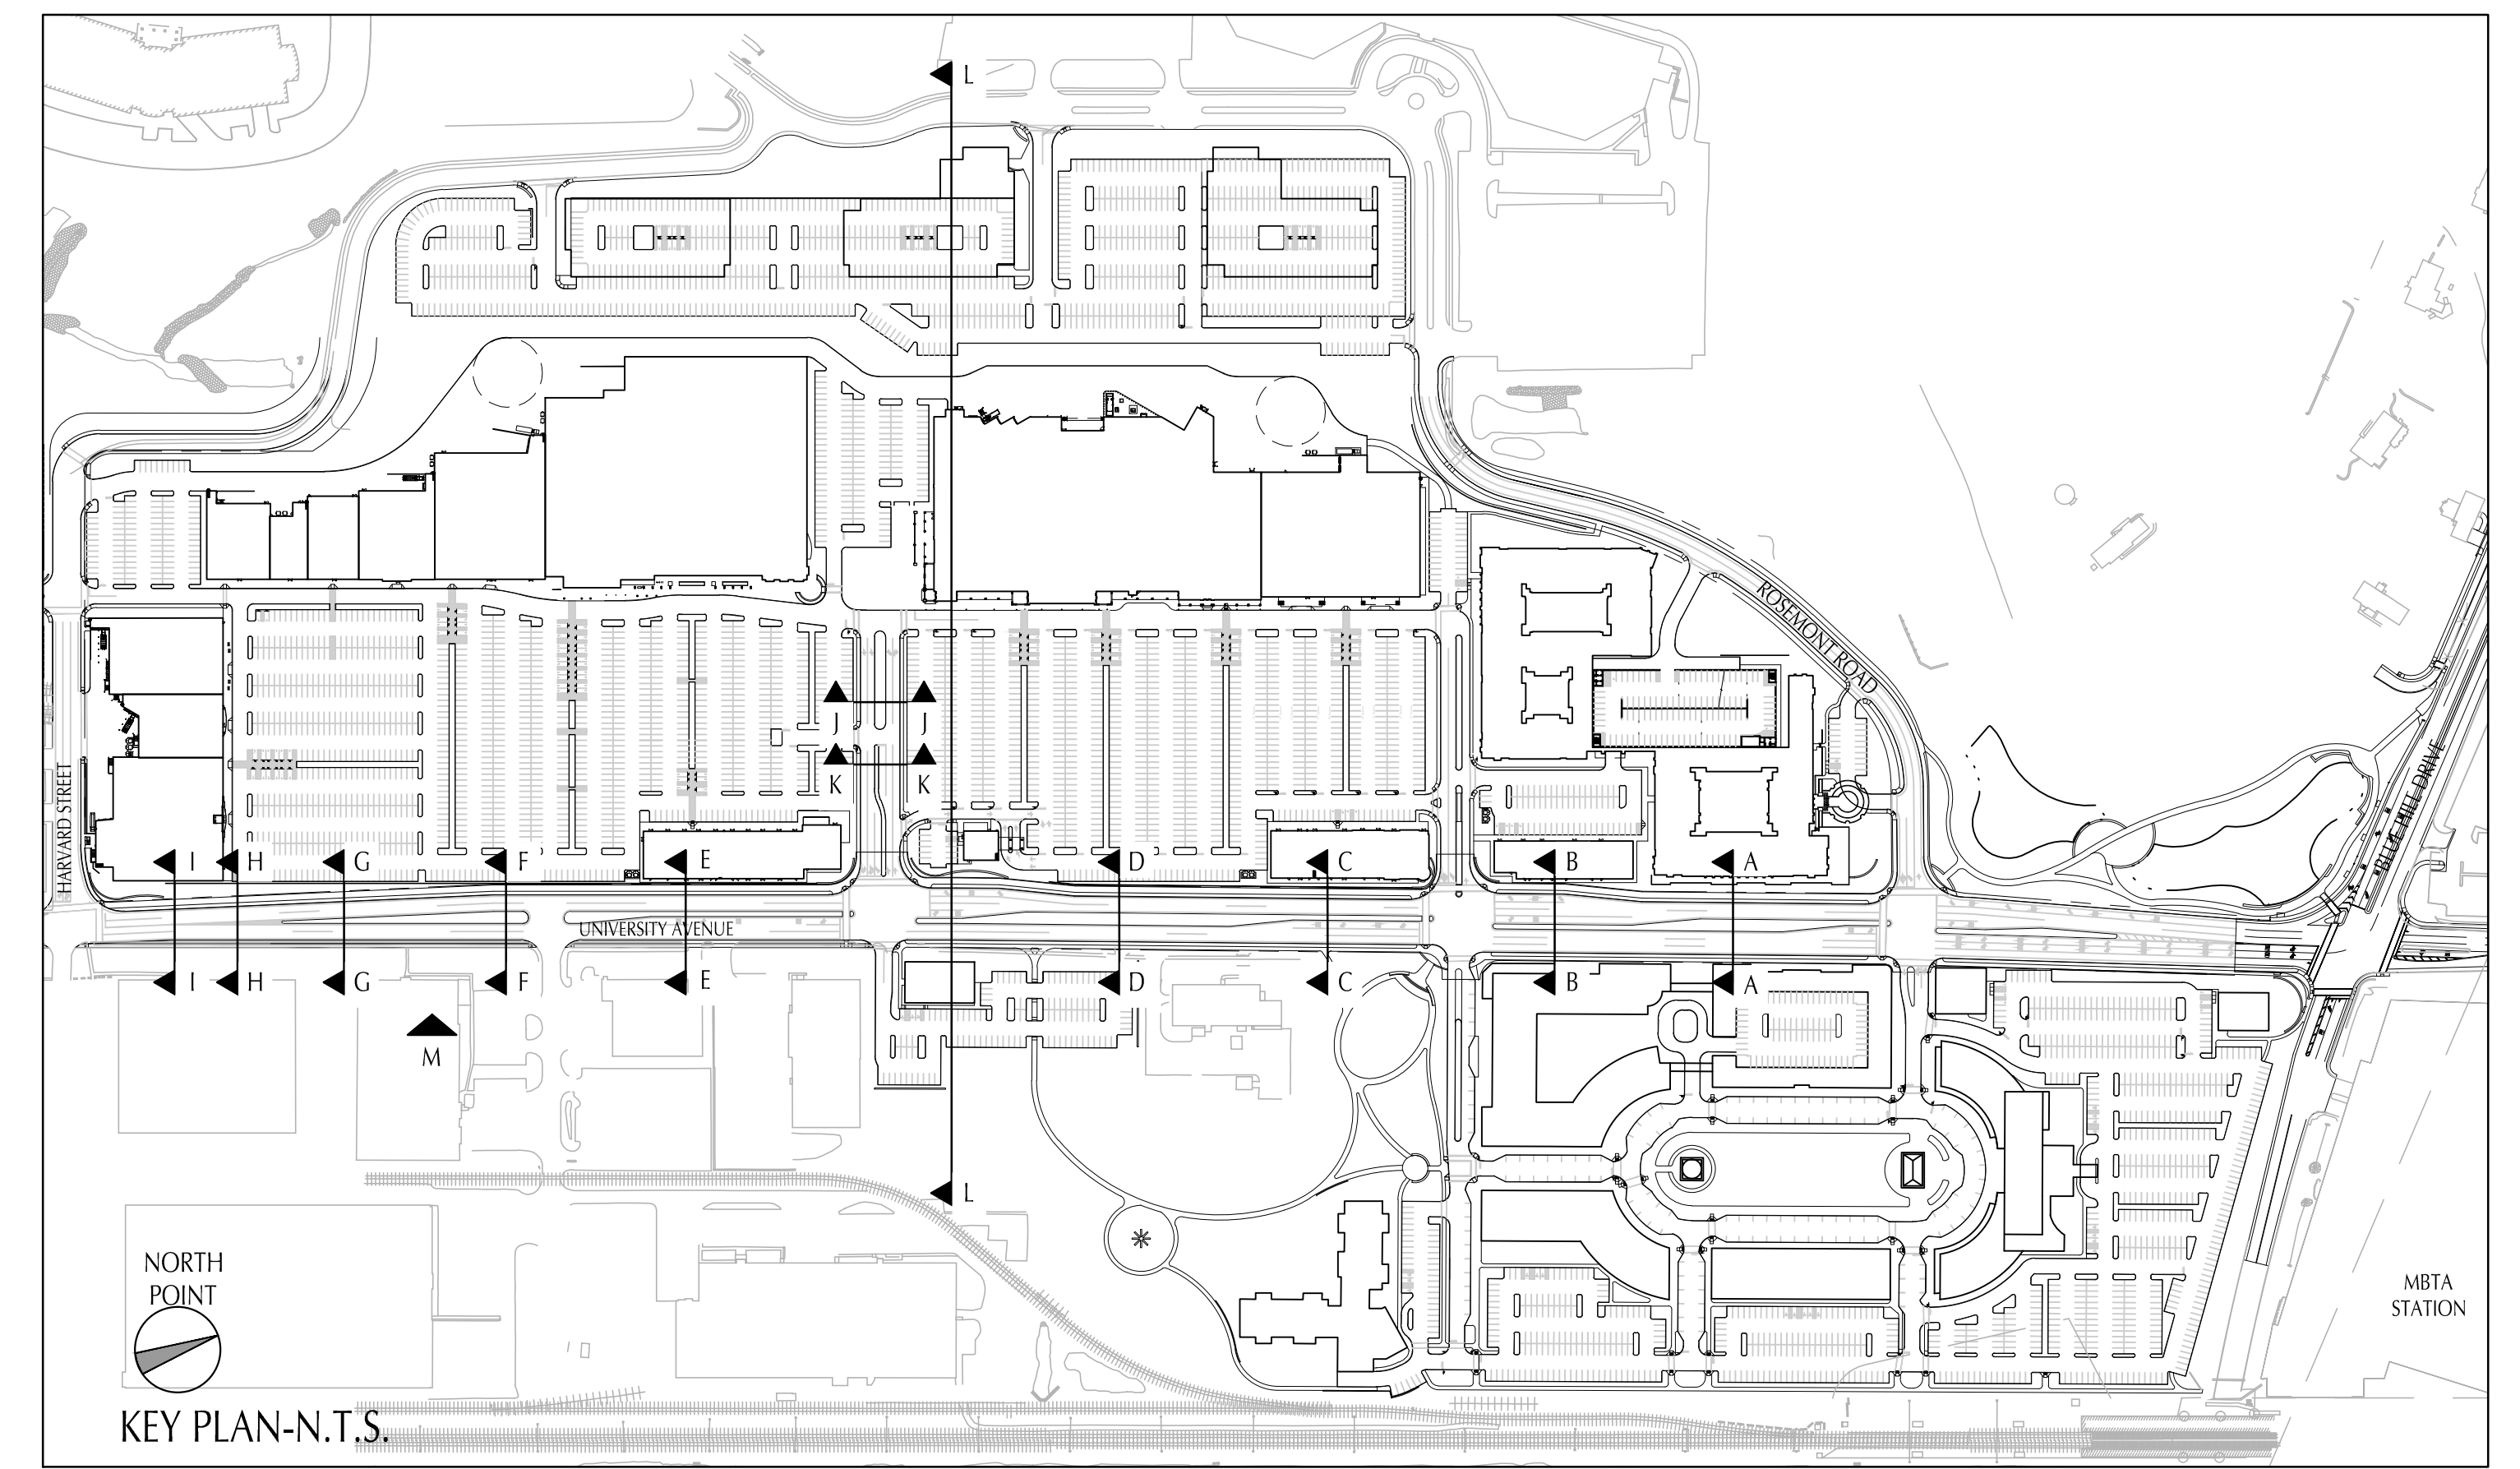 L
ROSEMONT ROAD
J J
K K
HARVARD STREET
BLUE HILL DRIVE
I H G F E D C B A
UNIVERSITY AVENUE
I H G F E D C B A
M
L
NORTH
POINT
MBTA
STATION
KEY PLAN-N.T.S.